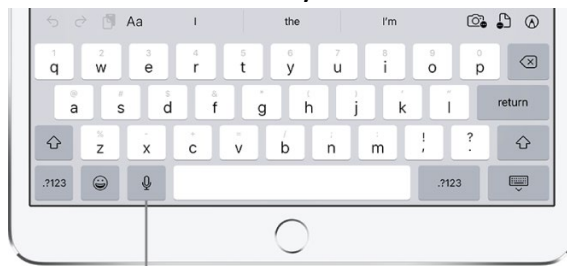 Aa I the I'm
1 2 3 4 5 6 7 8 9 0
q w e r t y u i o p
@ # $ & * ( ) ' "
a s d f g h j k l return
% - + = / ; : ! ?
z x c v b n m , .
.?123 .?123